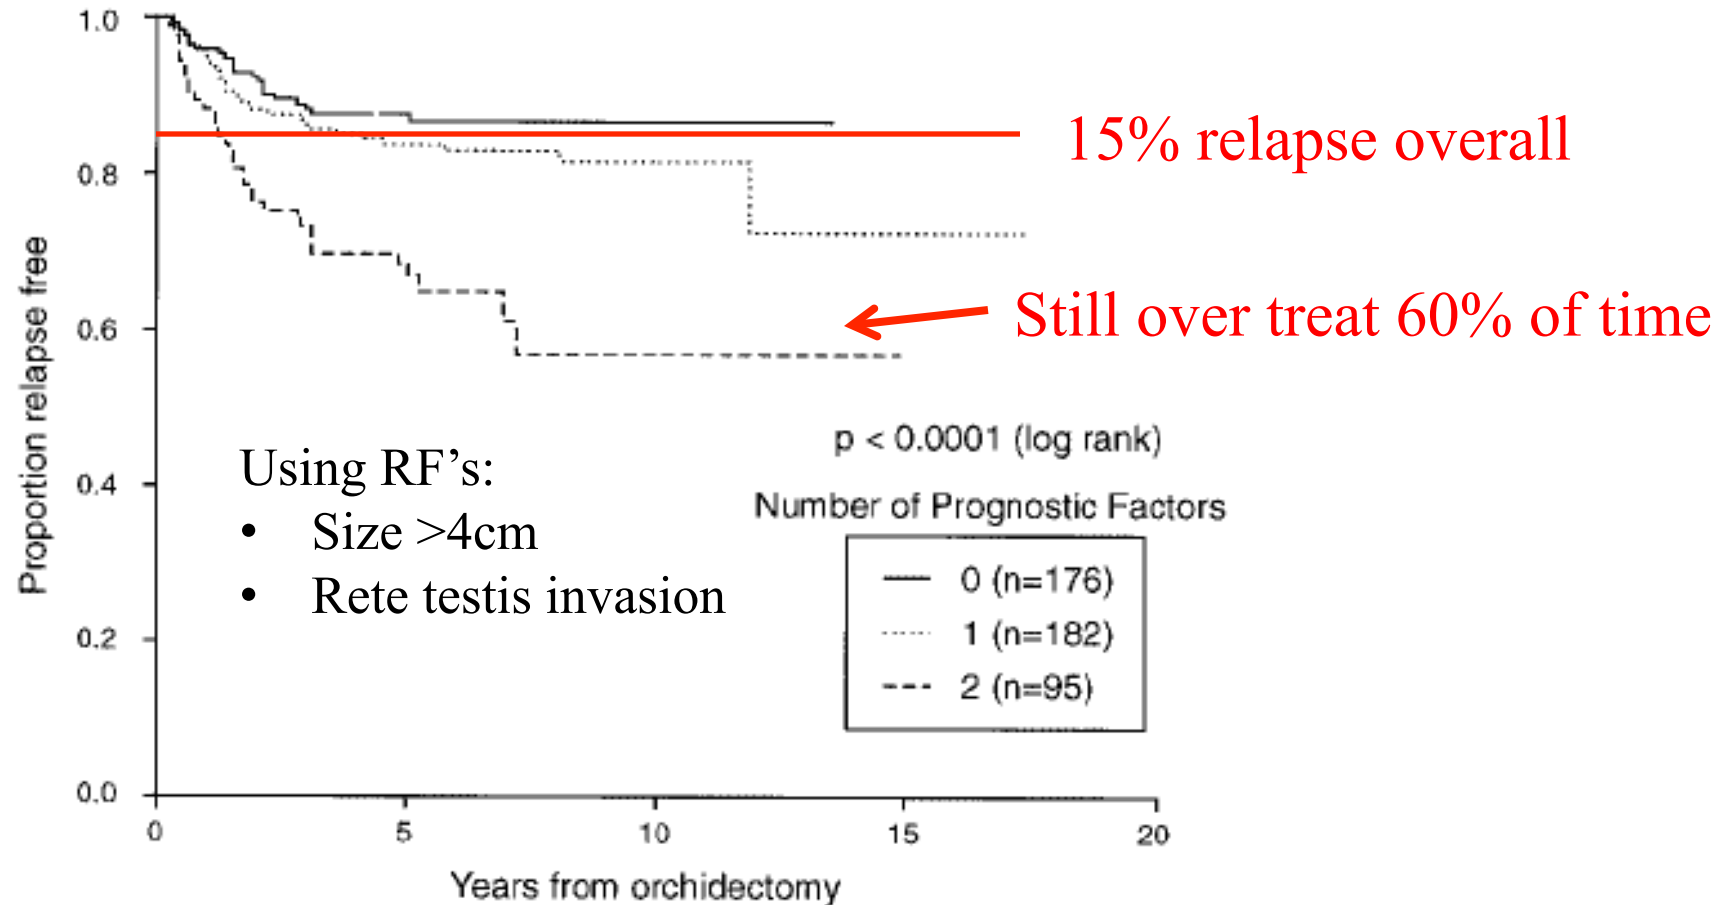 1.0
0.8
0.6
0.4
0.2
0.0
Proportion relapse free
15% relapse overall
Still over treat 60% of time
Using RF’s:
• Size >4cm
• Rete testis invasion
p < 0.0001 (log rank)
Number of Prognostic Factors
0 (n=176)
1 (n=182)
2 (n=95)
0 5 10 15 20
Years from orchidectomy